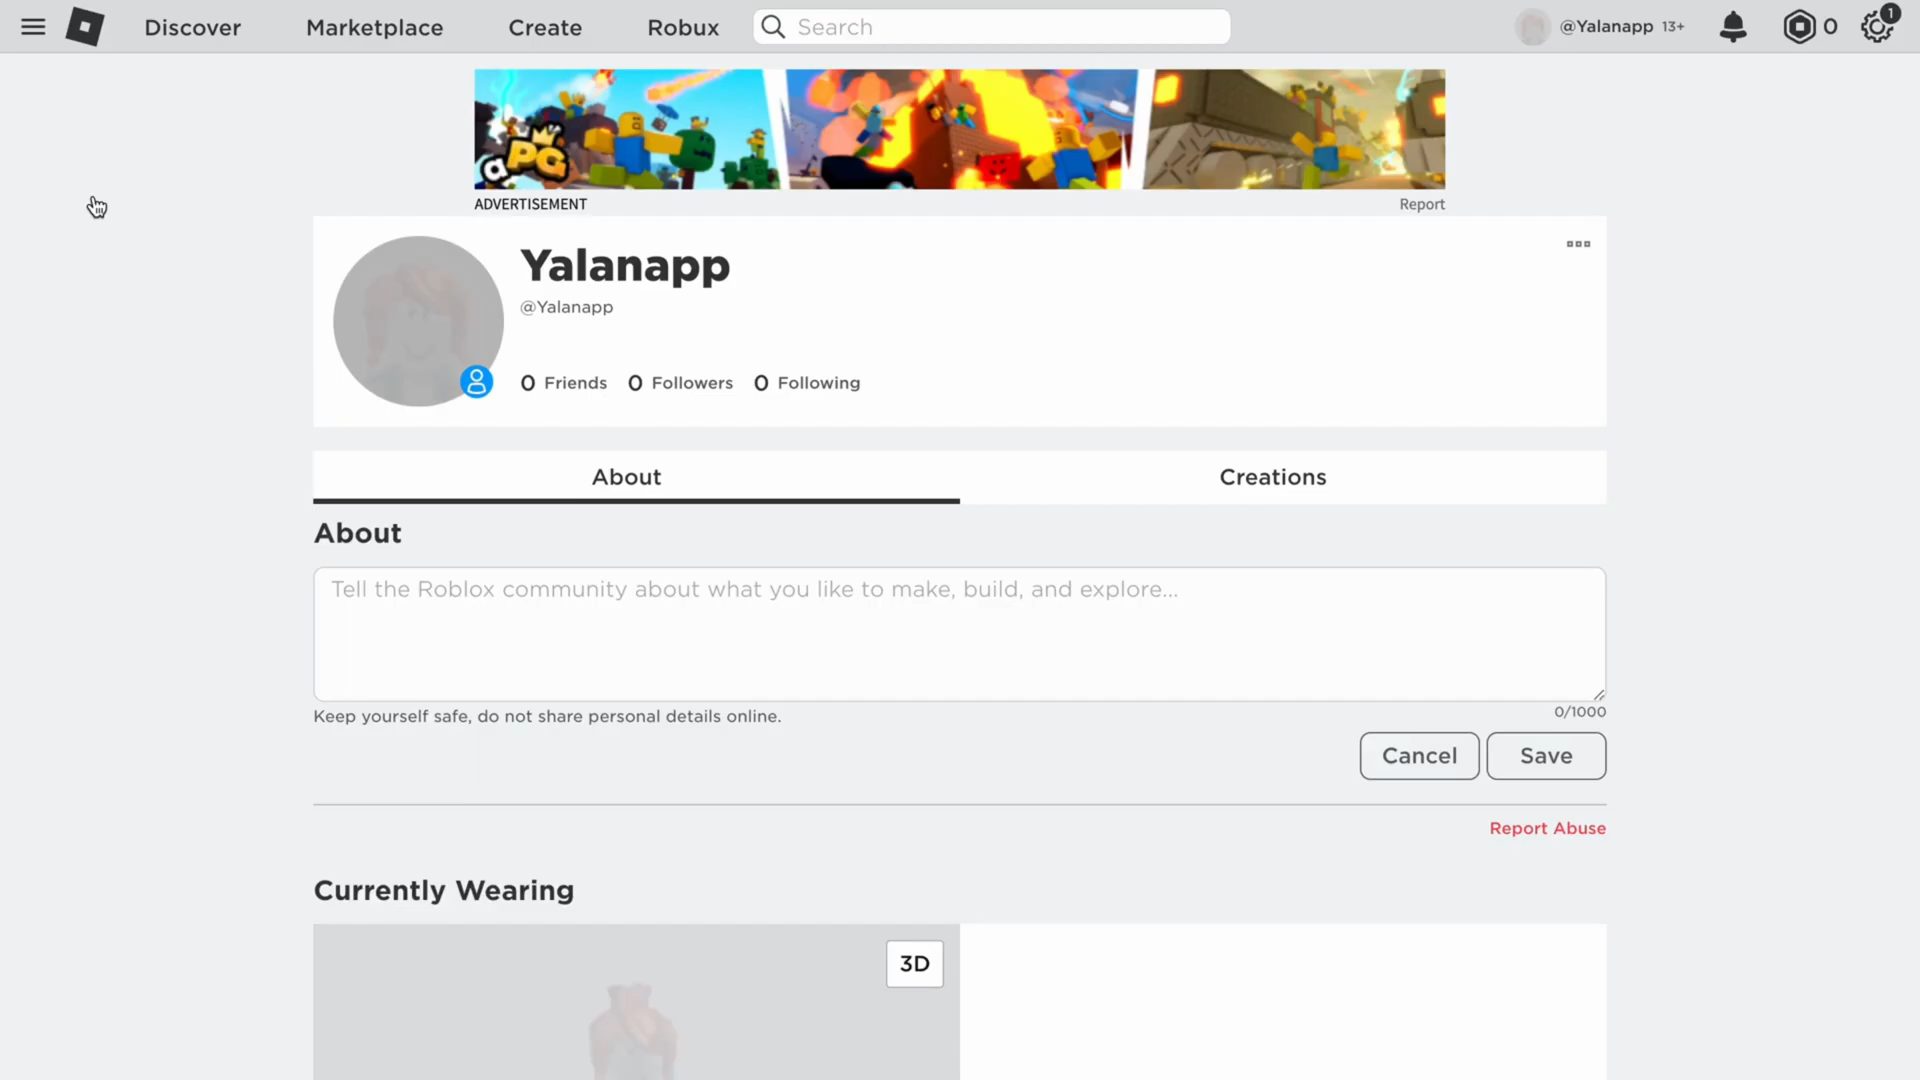 Discover Marketplace Create Robux Search @Yalanapp 13+ 0 1
aPG
ADVERTISEMENT Report
Yalanapp
@Yalanapp
0 Friends 0 Followers 0 Following
About Creations
About
Tell the Roblox community about what you like to make, build, and explore...
Keep yourself safe, do not share personal details online. 0/1000
Cancel Save
Report Abuse
Currently Wearing
3D